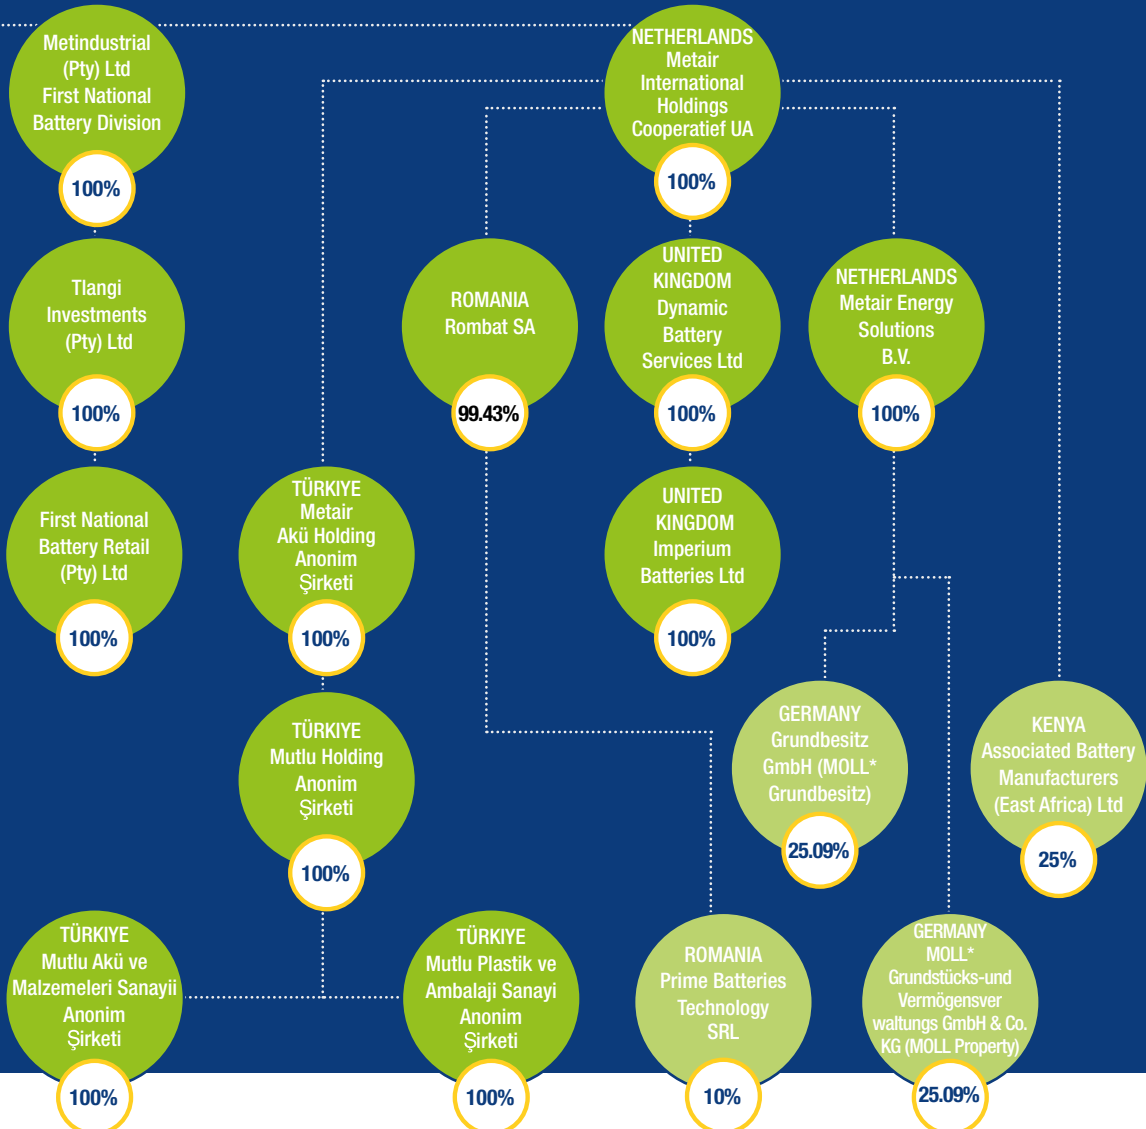 Metindustrial
(Pty) Ltd
First National
Battery Division
100%
NETHERLANDS
Metair
International
Holdings
Cooperatief UA
100%
Tlangi
Investments
(Pty) Ltd
100%
ROMANIA
Rombat SA
99.43%
UNITED
KINGDOM
Dynamic
Battery
Services Ltd
100%
NETHERLANDS
Metair Energy
Solutions
B.V.
100%
First National
Battery Retail
(Pty) Ltd
100%
TÜRKIYE
Metair
Akü Holding
Anonim
Şirketi
100%
UNITED
KINGDOM
Imperium
Batteries Ltd
100%
TÜRKIYE
Mutlu Holding
Anonim
Şirketi
100%
GERMANY
Grundbesitz
GmbH (MOLL*
Grundbesitz)
25.09%
KENYA
Associated Battery
Manufacturers
(East Africa) Ltd
25%
TÜRKIYE
Mutlu Akü ve
Malzemeleri Sanayii
Anonim
Şirketi
100%
TÜRKIYE
Mutlu Plastik ve
Ambalaji Sanayi
Anonim
Şirketi
100%
ROMANIA
Prime Batteries
Technology
SRL
10%
GERMANY
MOLL*
Grundstücks-und
Vermögensver
waltungs GmbH & Co.
KG (MOLL Property)
25.09%